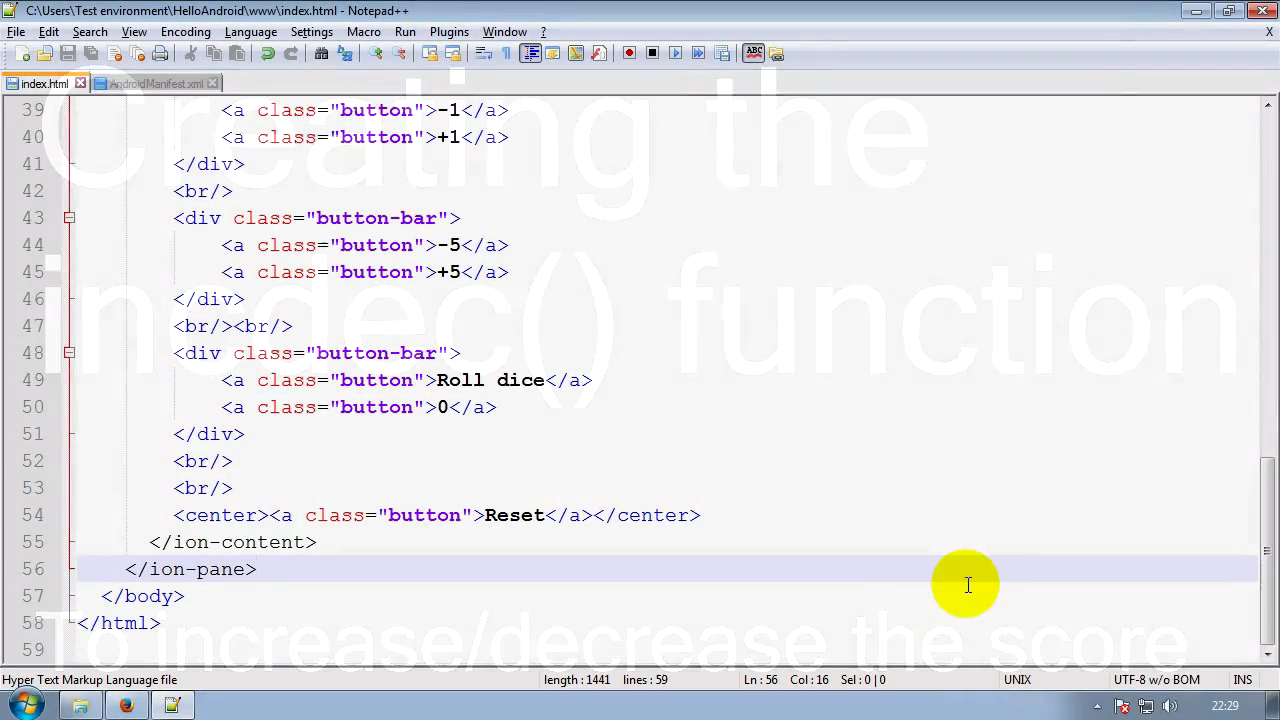 C:\Users\Test environment\HelloAndroid\www\index.html - Notepad++
File Edit Search View Encoding Language Settings Macro Run Plugins Window ? X
ABC
index.html AndroidManifest.xml
Creating the
incdec() function
To increase/decrease the score
39 <a class="button">-1</a>
40 <a class="button">+1</a>
41 </div>
42 <br/>
43 <div class="button-bar">
44 <a class="button">-5</a>
45 <a class="button">+5</a>
46 </div>
47 <br/><br/>
48 <div class="button-bar">
49 <a class="button">Roll dice</a>
50 <a class="button">0</a>
51 </div>
52 <br/>
53 <br/>
54 <center><a class="button">Reset</a></center>
55 </ion-content>
56 </ion-pane>
57 </body>
58 </html>
59
Hyper Text Markup Language file length : 1441 lines : 59 Ln : 56 Col : 16 Sel : 0 | 0 UNIX UTF-8 w/o BOM INS
22:29